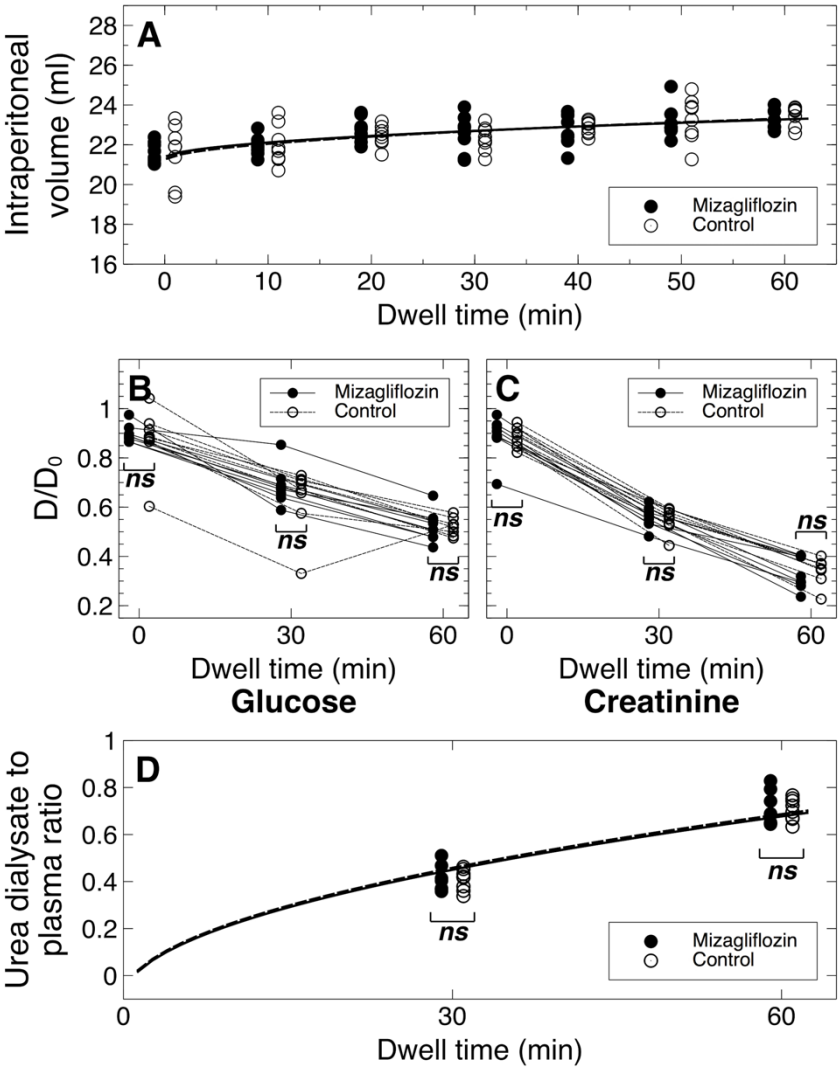 A
Intraperitoneal
volume (ml)
28
26
24
22
20
18
16
Mizagliflozin
Control
0 10 20 30 40 50 60
Dwell time (min)
B
Mizagliflozin
Control
D/D0
1
0.8
0.6
0.4
0.2
ns
ns
ns
0 30 60
Dwell time (min)
Glucose
C
Mizagliflozin
Control
ns
ns
ns
0 30 60
Dwell time (min)
Creatinine
D
Urea dialysate to
plasma ratio
1
0.8
0.6
0.4
0.2
0
ns
ns
Mizagliflozin
Control
0 30 60
Dwell time (min)